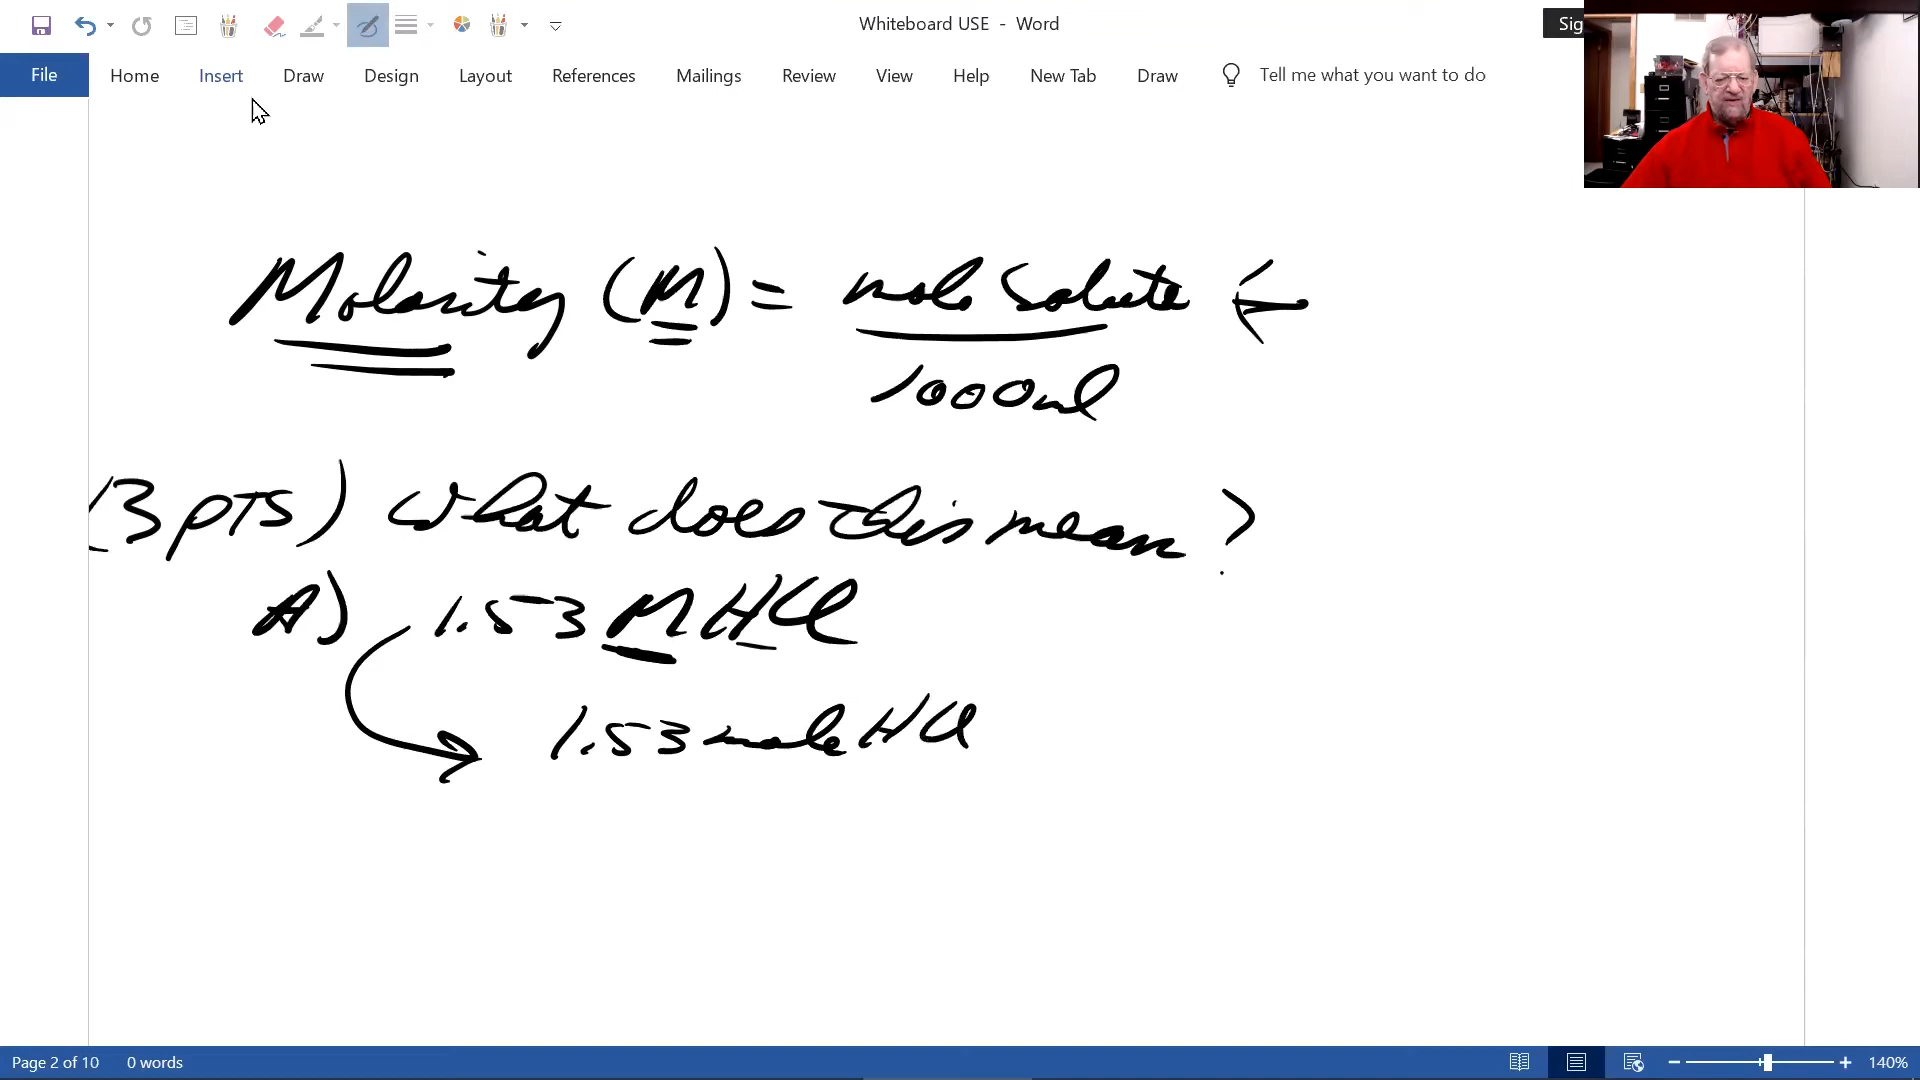 Whiteboard USE - Word
Sig
File Home Insert Draw Design Layout References Mailings Review View Help New Tab Draw Tell me what you want to do
Molarity (M) = mole Solute ←
1000ml
(3 pTS) what does this mean?
A) 1.53 M HCl
1.53 mole HCl
Page 2 of 10 0 words
140%